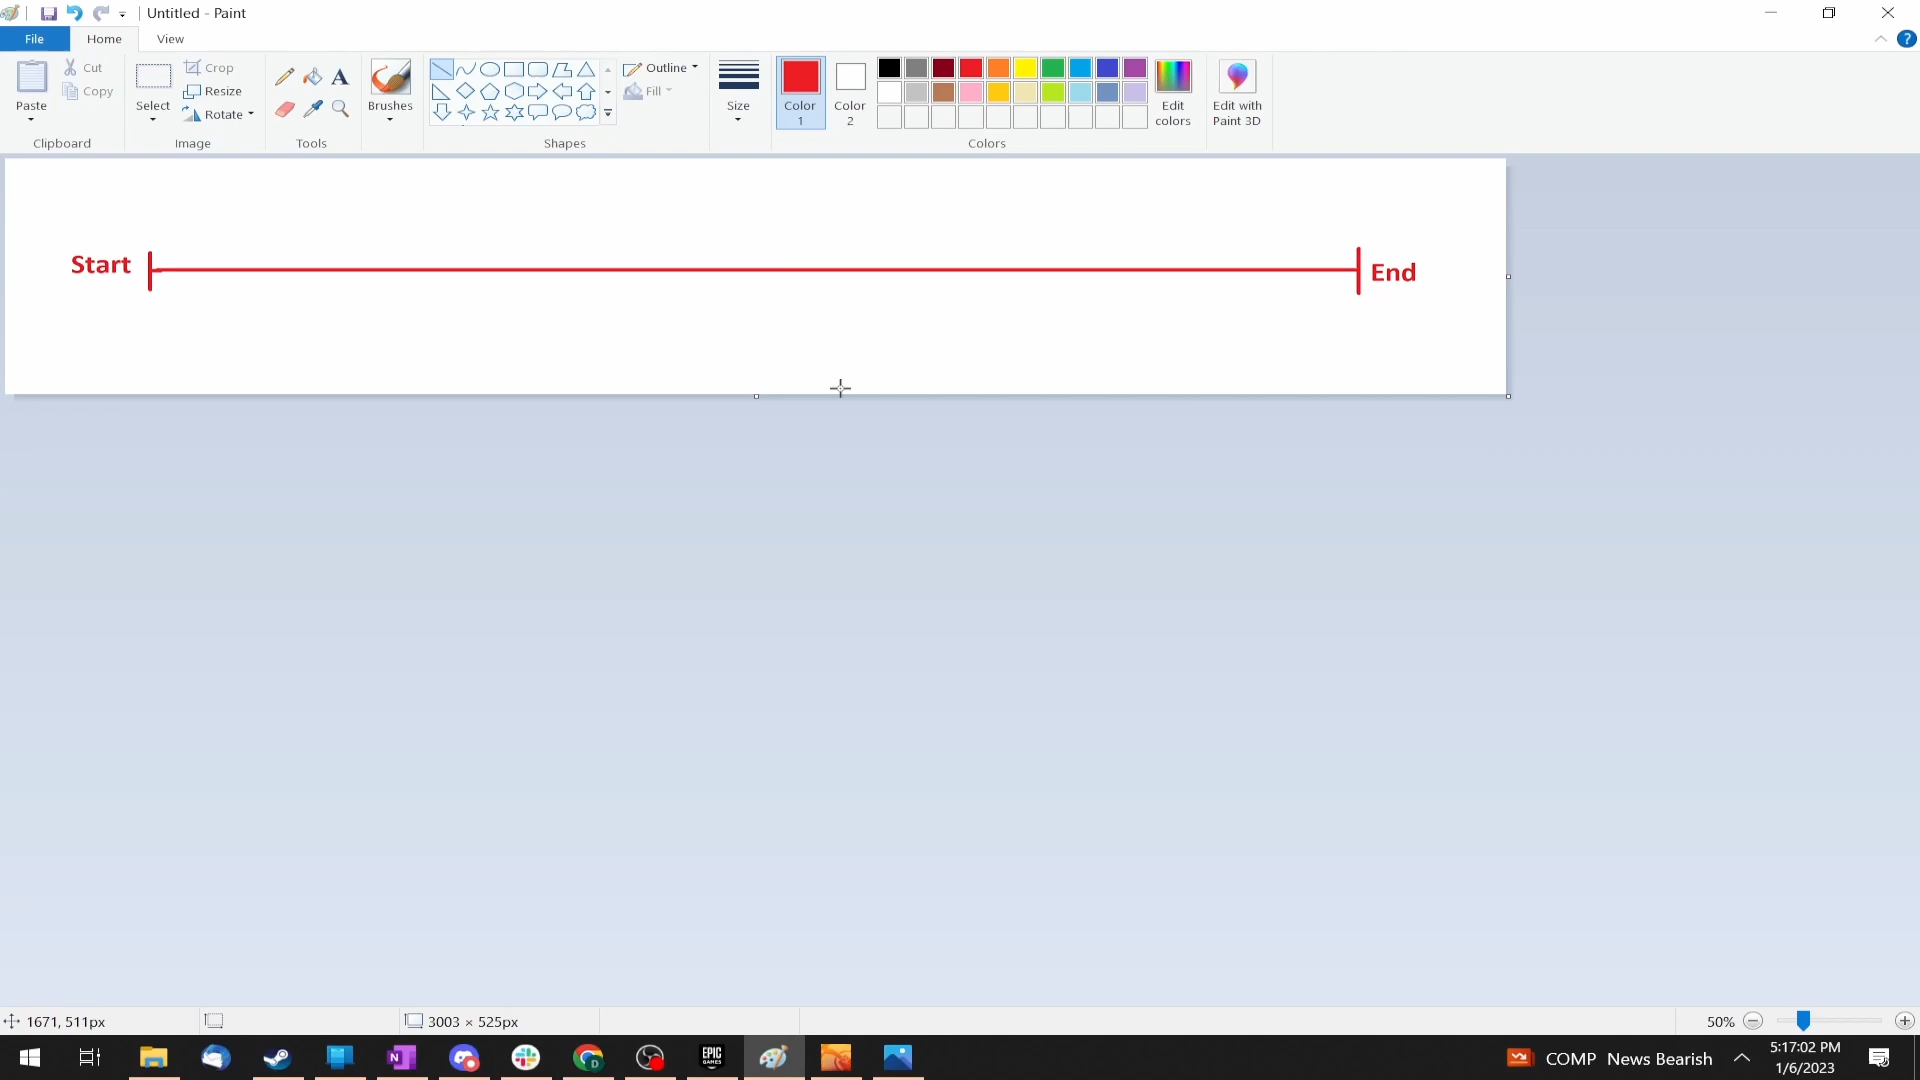 Untitled - Paint
File
Home
View
Paste
Cut
Copy
Clipboard
Select
Crop
Resize
Rotate
Image
A
Tools
Brushes
Outline
Fill
Shapes
Size
Color
1
Color
2
Edit
colors
Colors
Edit with
Paint 3D
?
Start
End
1671, 511px
3003 × 525px
50%
N
D
EPIC
GAMES
COMP News Bearish
5:17:02 PM
1/6/2023